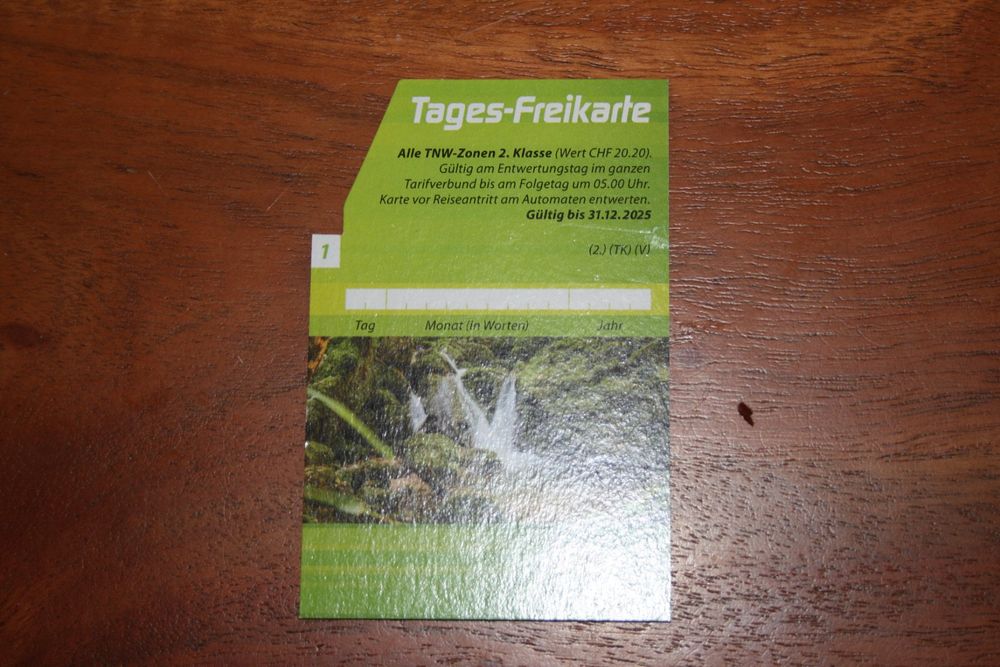 Tages-Freikarte
Alle TNW-Zonen 2. Klasse (Wert CHF 20.20).
Gültig am Entwertungstag im ganzen
Tarifverbund bis am Folgetag um 05.00 Uhr.
Karte vor Reiseantritt am Automaten entwerten.
Gültig bis 31.12.2025
1
(2.) (TK) (V)
Tag Monat (in Worten) Jahr